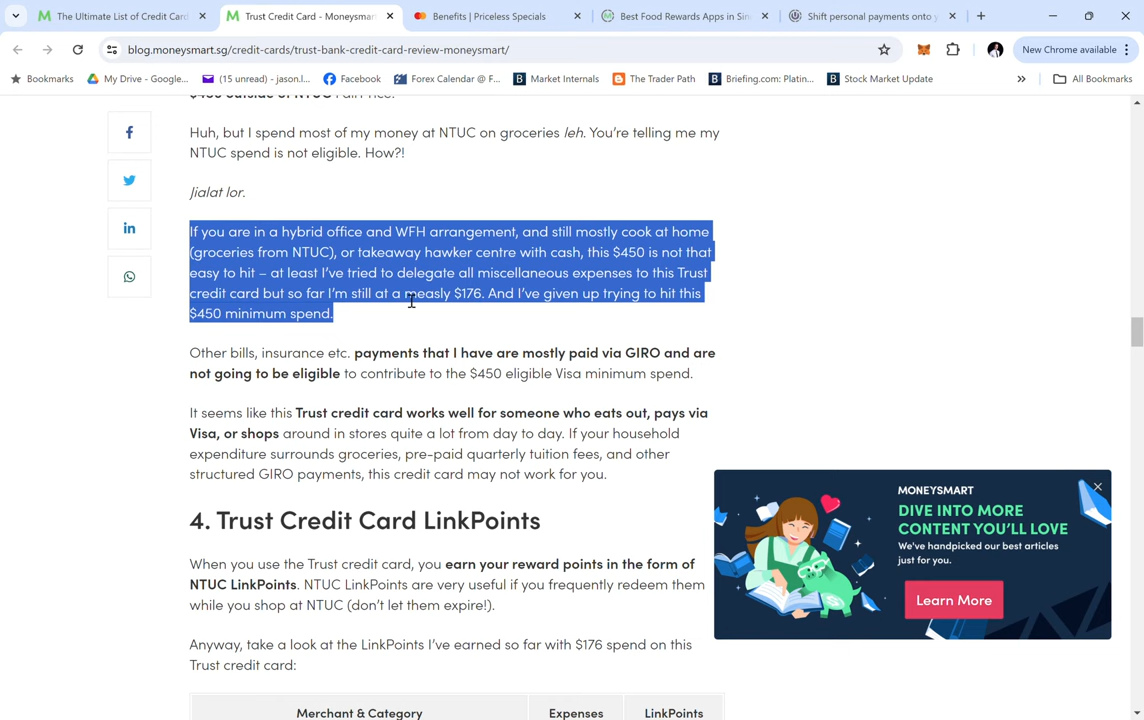 The Ultimate List of Credit Card
Trust Credit Card - Moneysmart
Benefits | Priceless Specials
Best Food Rewards Apps in Sin
Shift personal payments onto y
blog.moneysmart.sg/credit-cards/trust-bank-credit-card-review-moneysmart/
New Chrome available
Bookmarks
My Drive - Google...
(15 unread) - jason.l...
Facebook
Forex Calendar @ F...
Market Internals
The Trader Path
Briefing.com: Platin...
Stock Market Update
All Bookmarks
$450 outside of NTUC FairPrice.
Huh, but I spend most of my money at NTUC on groceries leh. You're telling me my
NTUC spend is not eligible. How?!
Jialat lor.
If you are in a hybrid office and WFH arrangement, and still mostly cook at home
(groceries from NTUC), or takeaway hawker centre with cash, this $450 is not that
easy to hit – at least I've tried to delegate all miscellaneous expenses to this Trust
credit card but so far I'm still at a measly $176. And I've given up trying to hit this
$450 minimum spend.
Other bills, insurance etc. payments that I have are mostly paid via GIRO and are
not going to be eligible to contribute to the $450 eligible Visa minimum spend.
It seems like this Trust credit card works well for someone who eats out, pays via
Visa, or shops around in stores quite a lot from day to day. If your household
expenditure surrounds groceries, pre-paid quarterly tuition fees, and other
structured GIRO payments, this credit card may not work for you.
MONEYSMART
DIVE INTO MORE
CONTENT YOU'LL LOVE
We've handpicked our best articles
just for you.
Learn More
4. Trust Credit Card LinkPoints
When you use the Trust credit card, you earn your reward points in the form of
NTUC LinkPoints. NTUC LinkPoints are very useful if you frequently redeem them
while you shop at NTUC (don't let them expire!).
Anyway, take a look at the LinkPoints I've earned so far with $176 spend on this
Trust credit card:
Merchant & Category
Expenses
LinkPoints